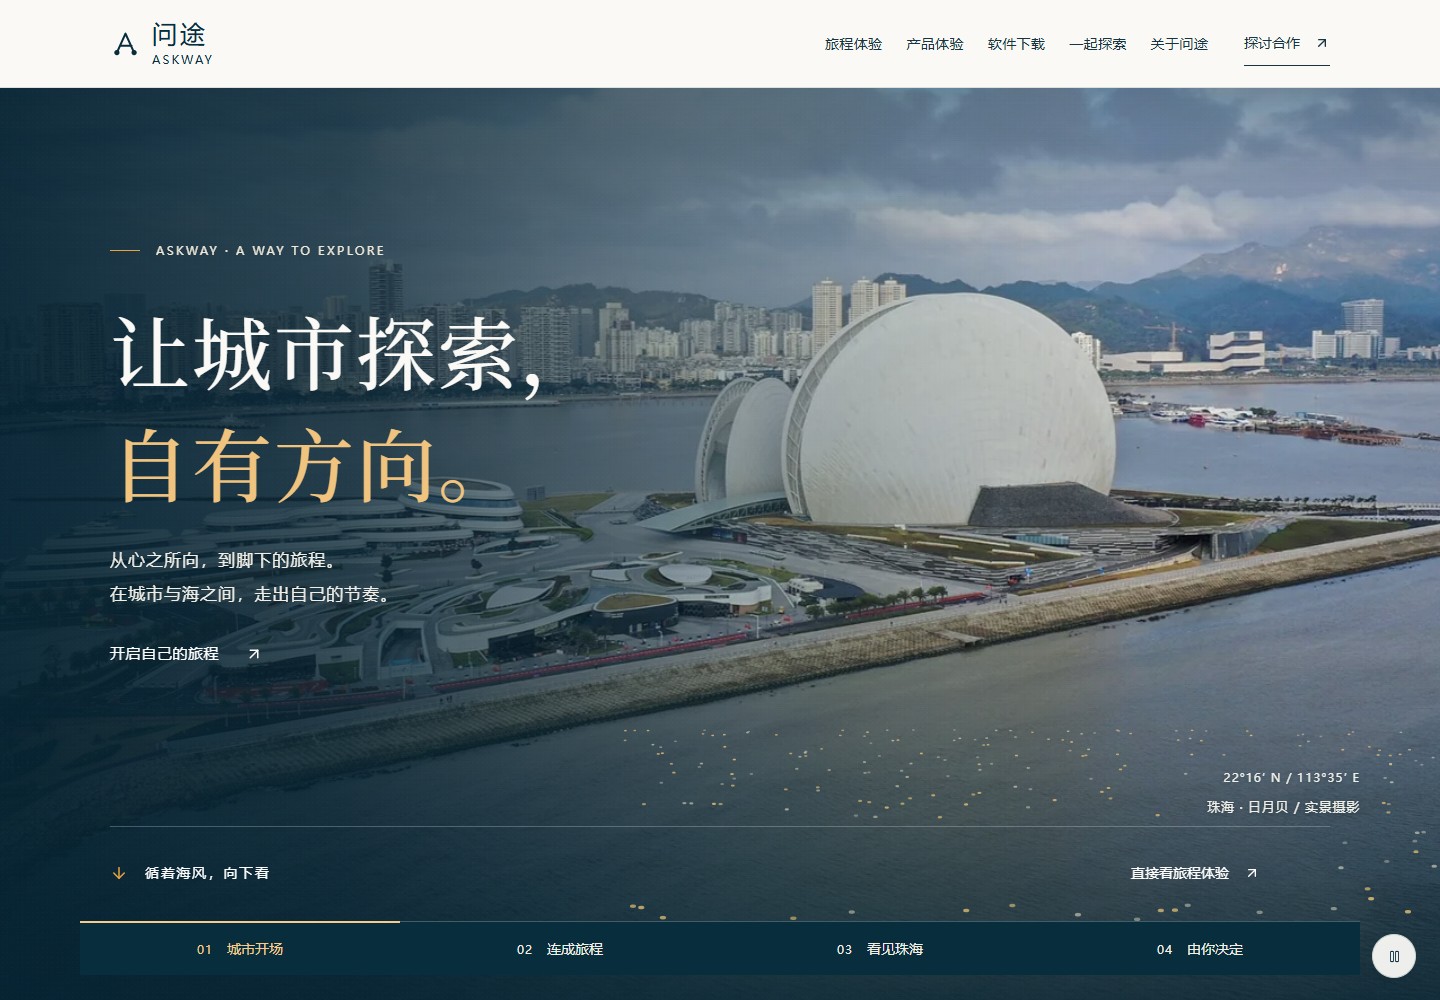 问途
ASKWAY
旅程体验 产品体验 软件下载 一起探索 关于问途 探讨合作
ASKWAY · A WAY TO EXPLORE
让城市探索，
自有方向。
从心之所向，到脚下的旅程。
在城市与海之间，走出自己的节奏。
开启自己的旅程
22°16′ N / 113°35′ E
珠海 · 日月贝 / 实景摄影
循着海风，向下看
直接看旅程体验
01 城市开场 02 连成旅程 03 看见珠海 04 由你决定